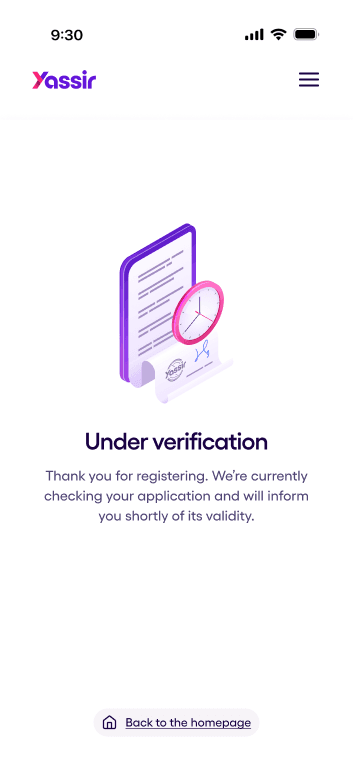 9:30
Yassir
Yassir
Under verification
Thank you for registering. We're currently
checking your application and will inform
you shortly of its validity.
Back to the homepage